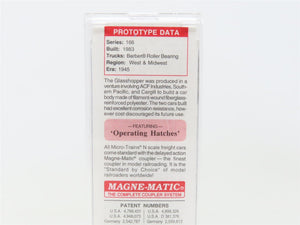 PROTOTYPE DATA
Series: 166
Built: 1983
Trucks: Barber® Roller Bearing
Region: West & Midwest
Era: 1945
The Glasshopper was produced in a
venture involving ACF Industries, South-
ern Pacific, and Cargill to build a car
body made of filament-wound fiberglass-
reinforced polyester. The two cars built
had excellent corrosion resistance, how-
ever cost discouraged its future use.
—FEATURING—
'Operating Hatches'
All Micro-Trains® N scale freight cars
come standard with the delayed action
Magne-Matic® coupler — the finest
coupler in model railroading. It is
the "Standard by Choice" of model
railroaders worldwide!
MAGNE-MATIC®
THE COMPLETE COUPLER SYSTEM
PATENT NUMBERS
U.S.A.
U.S.A.
U.S.A.
U.S.A.
Germany
Germany